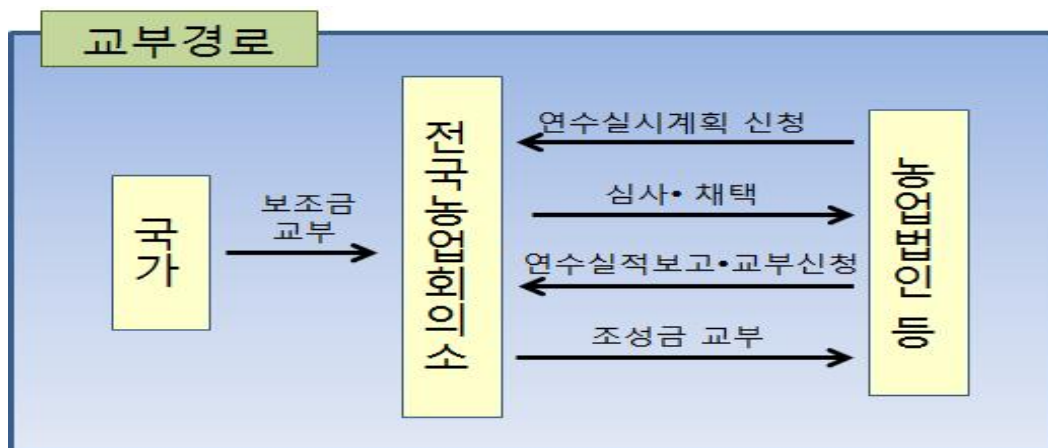 교부경로
국가
보조금
교부
전국농업회의소
연수실시계획 신청
심사• 채택
연수실적보고•교부신청
조성금 교부
농업법인 등